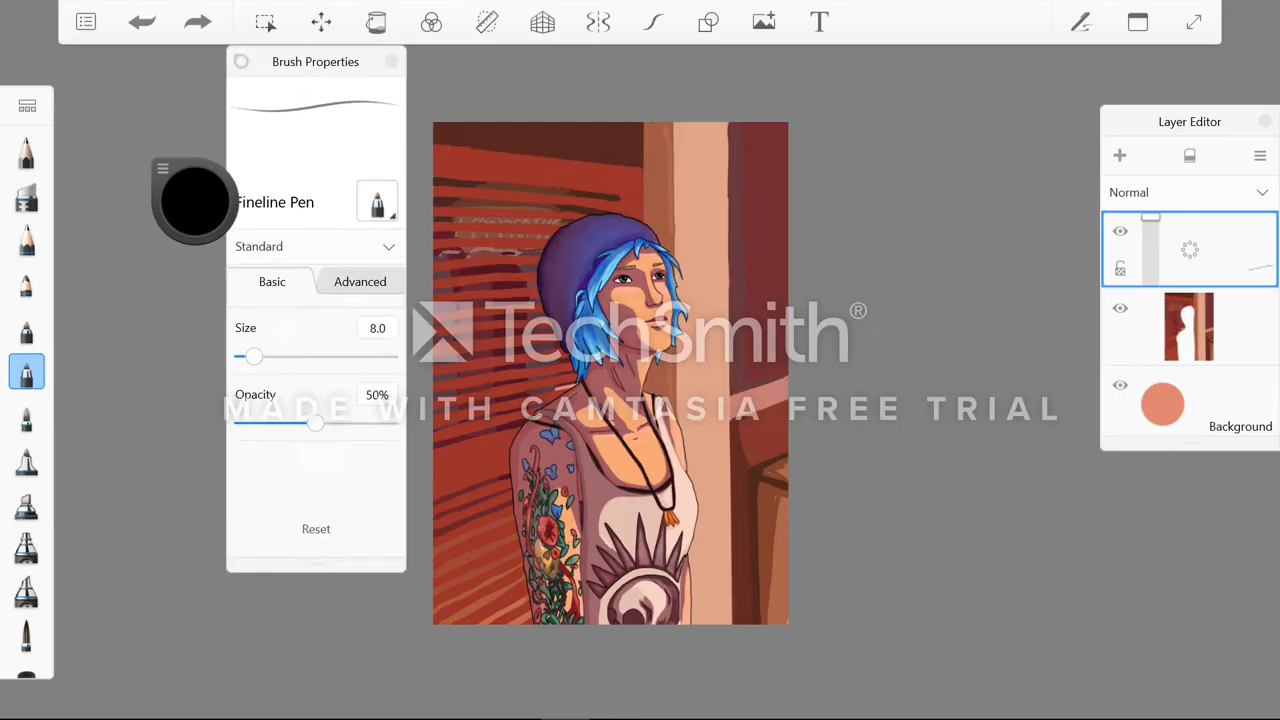 T
Brush Properties
Fineline Pen
Standard
Basic
Advanced
Size
8.0
Opacity
50%
Reset
TechSmith®
MADE WITH CAMTASIA FREE TRIAL
Layer Editor
Normal
Background